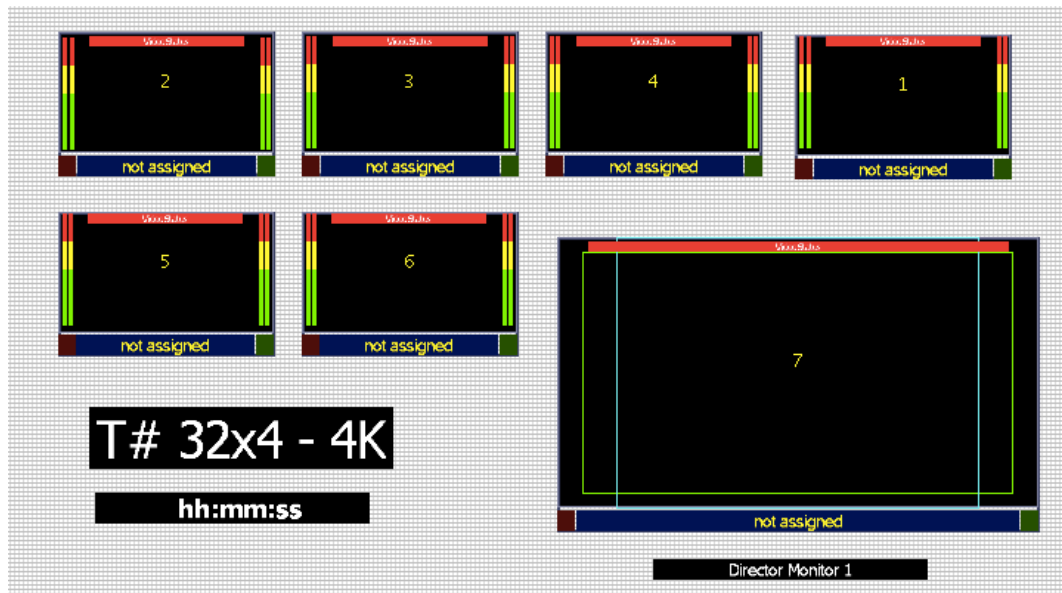 2
3
4
1
not assigned
not assigned
not assigned
not assigned
5
6
7
not assigned
not assigned
T# 32x4 - 4K
hh:mm:ss
not assigned
Director Monitor 1